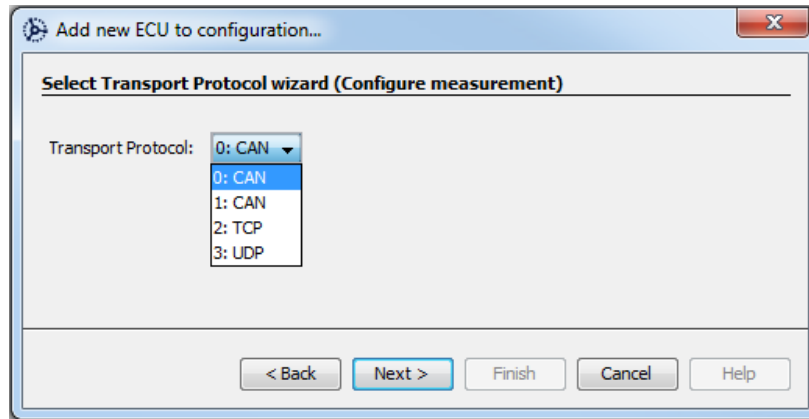 Add new ECU to configuration...
Select Transport Protocol wizard (Configure measurement)
Transport Protocol: 0: CAN
0: CAN
1: CAN
2: TCP
3: UDP
< Back Next > Finish Cancel Help